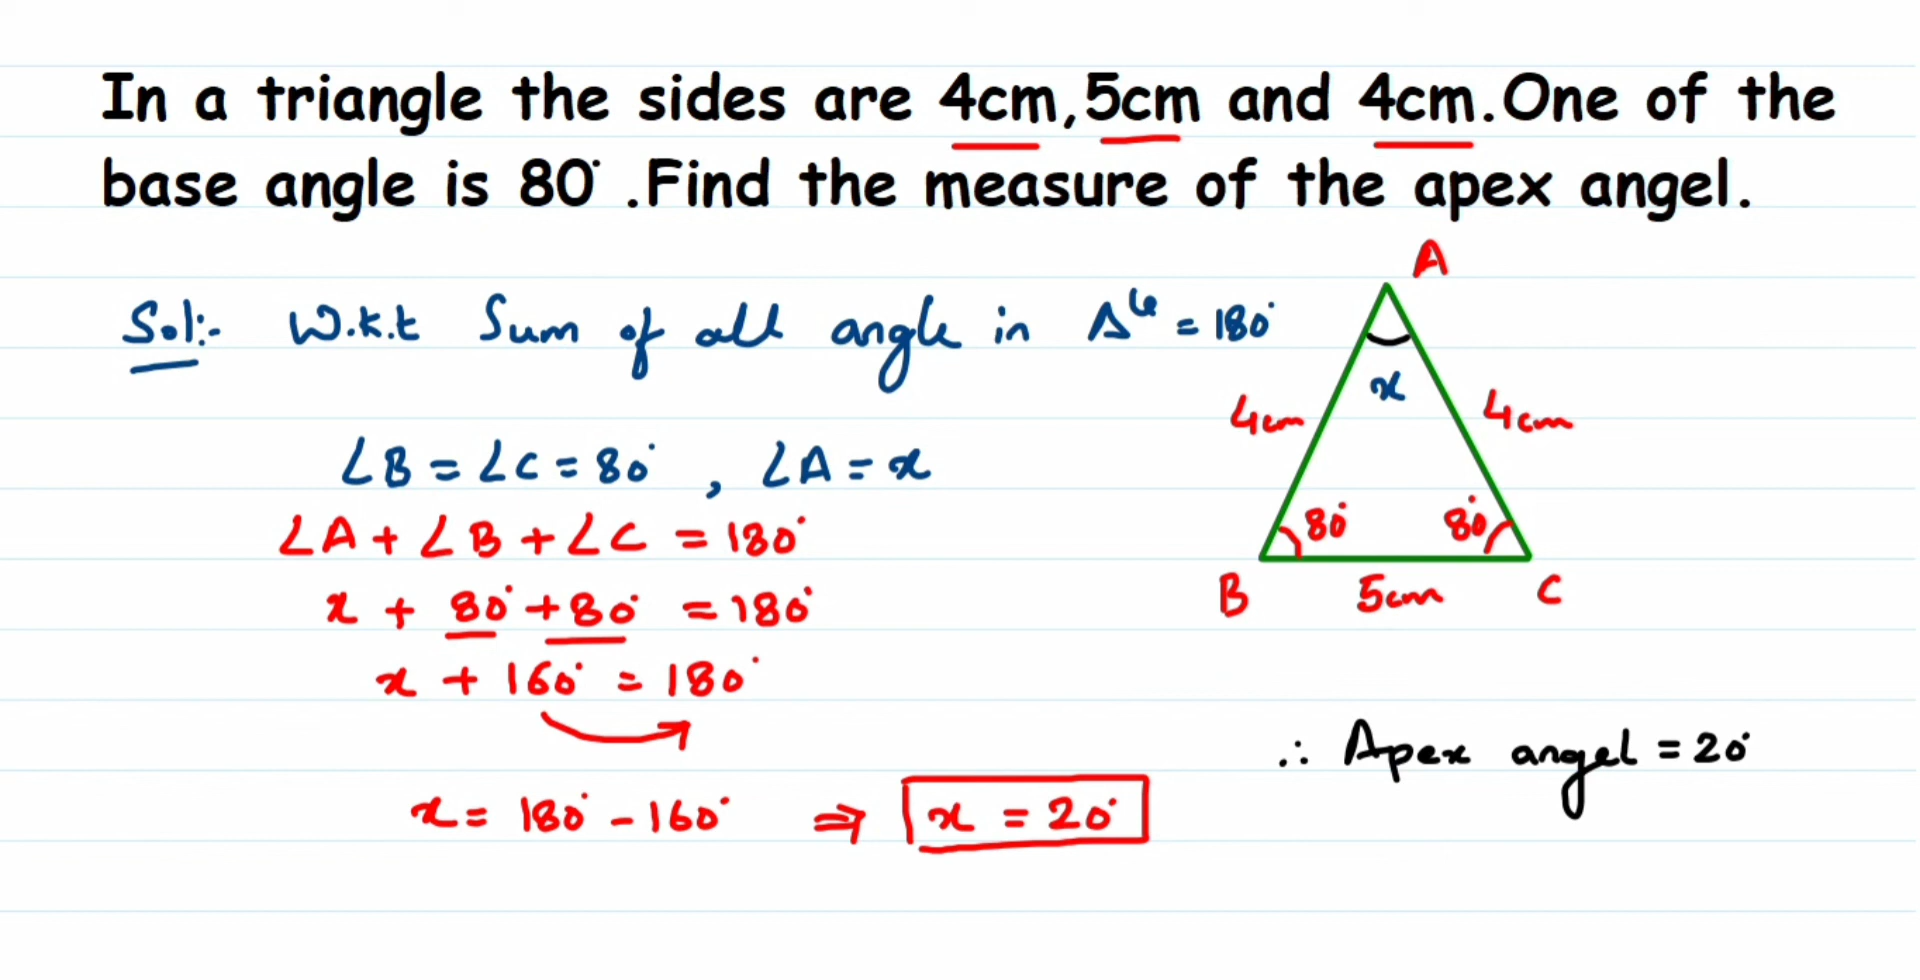 In a triangle the sides are 4cm,5cm and 4cm.One of the
base angle is 80° .Find the measure of the apex angel.
A
Sol:- W.k.t Sum of all angle in Δle = 180°
x
4cm 4cm
∠B = ∠C = 80° , ∠A = x
80° 80°
∠A + ∠B + ∠C = 180°
B 5cm C
x + 80° + 80° = 180°
x + 160° = 180°
∴ Apex angel = 20°
x = 180° - 160° ⇒ x = 20°